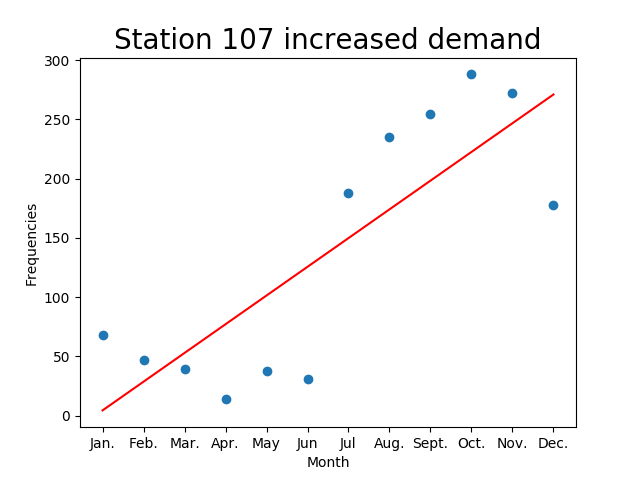 Station 107 increased demand
300
250
200
150
100
50
0
Frequencies
Jan. Feb. Mar. Apr. May Jun Jul Aug. Sept. Oct. Nov. Dec.
Month